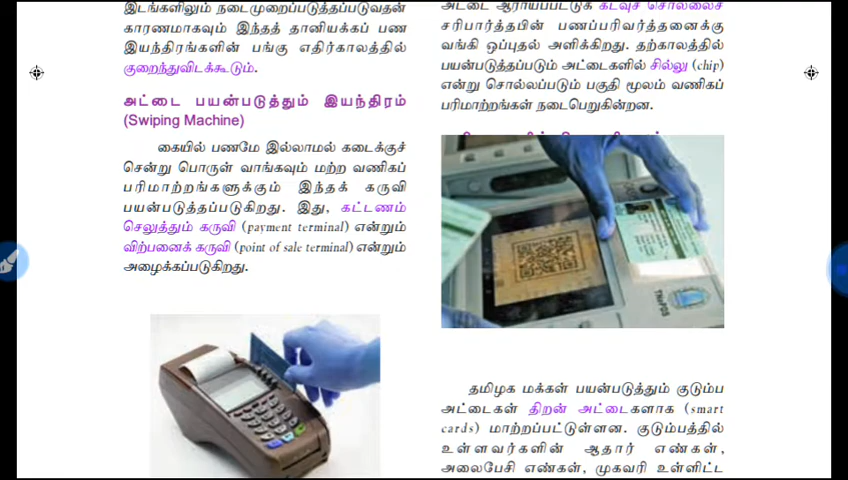 இடங்களிலும் நடைமுறைப்படுத்தப்படுவதன்
காரணமாகவும் இந்தத் தானியக்கப் பண
இயந்திரங்களின் பங்கு எதிர்காலத்தில்
குறைந்துவிடக்கூடும்.
அட்டை பயன்படுத்தும் இயந்திரம்
(Swiping Machine)
கையில் பணமே இல்லாமல் கடைக்குச்
சென்று பொருள் வாங்கவும் மற்ற வணிகப்
பரிமாற்றங்களுக்கும் இந்தக் கருவி
பயன்படுத்தப்படுகிறது. இது, கட்டணம்
செலுத்தும் கருவி (payment terminal) என்றும்
விற்பனைக் கருவி (point of sale terminal) என்றும்
அழைக்கப்படுகிறது.
அட்டை ஆராயப்பட்டுக் கடவுச் சொல்லைச்
சரிபார்த்தபின் பணப்பரிவர்த்தனைக்கு
வங்கி ஒப்புதல் அளிக்கிறது. தற்காலத்தில்
பயன்படுத்தப்படும் அட்டைகளில் சில்லு (chip)
என்று சொல்லப்படும் பகுதி மூலம் வணிகப்
பரிமாற்றங்கள் நடைபெறுகின்றன.
TNePDS
தமிழக மக்கள் பயன்படுத்தும் குடும்ப
அட்டைகள் திறன் அட்டைகளாக (smart
cards) மாற்றப்பட்டுள்ளன. குடும்பத்தில்
உள்ளவர்களின் ஆதார் எண்கள்,
அலைபேசி எண்கள், முகவரி உள்ளிட்ட